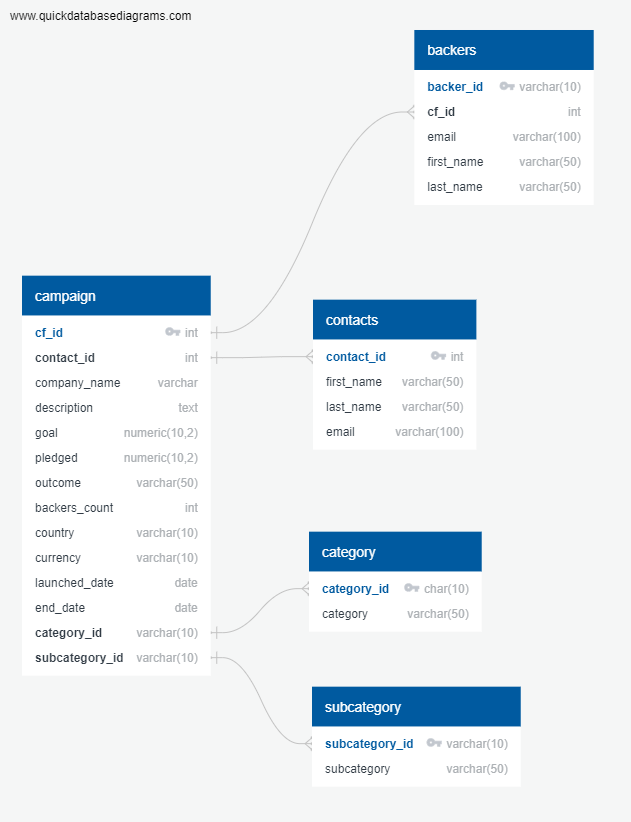 www.quickdatabasediagrams.com
backers
backer_id varchar(10)
cf_id int
email varchar(100)
first_name varchar(50)
last_name varchar(50)
campaign
cf_id int
contact_id int
company_name varchar
description text
goal numeric(10,2)
pledged numeric(10,2)
outcome varchar(50)
backers_count int
country varchar(10)
currency varchar(10)
launched_date date
end_date date
category_id varchar(10)
subcategory_id varchar(10)
contacts
contact_id int
first_name varchar(50)
last_name varchar(50)
email varchar(100)
category
category_id char(10)
category varchar(50)
subcategory
subcategory_id varchar(10)
subcategory varchar(50)